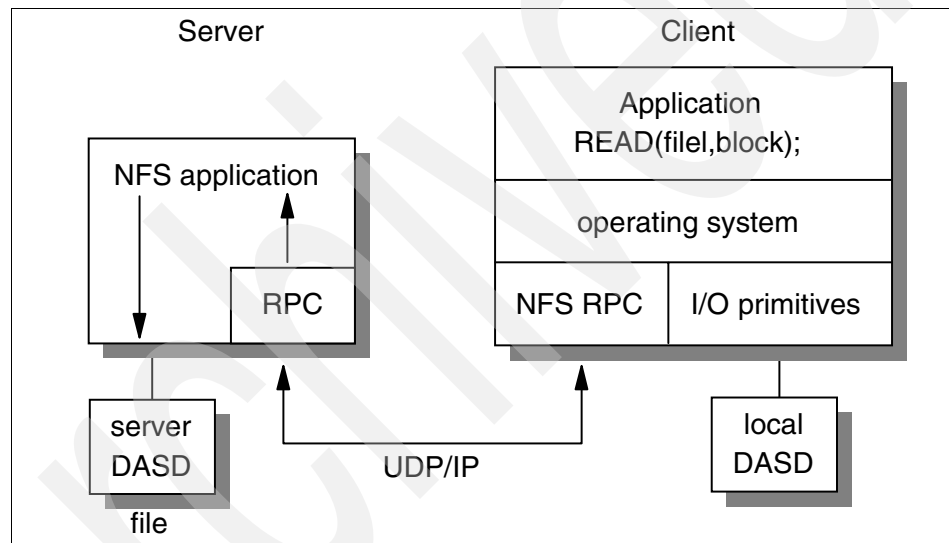 Server
Client
NFS application
RPC
server
DASD
file
UDP/IP
Application
READ(filel,block);
operating system
NFS RPC
I/O primitives
local
DASD